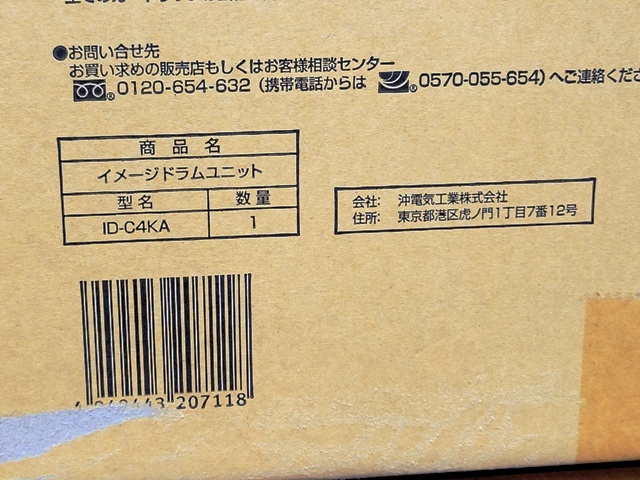 ●お問い合せ先
お買い求めの販売店もしくはお客様相談センター
0120-654-632（携帯電話からは 0570-055-654）へご連絡くださ
商品名
イメージドラムユニット
型名 数量
ID-C4KA 1
会社: 沖電気工業株式会社
住所: 東京都港区虎ノ門1丁目7番12号
207118